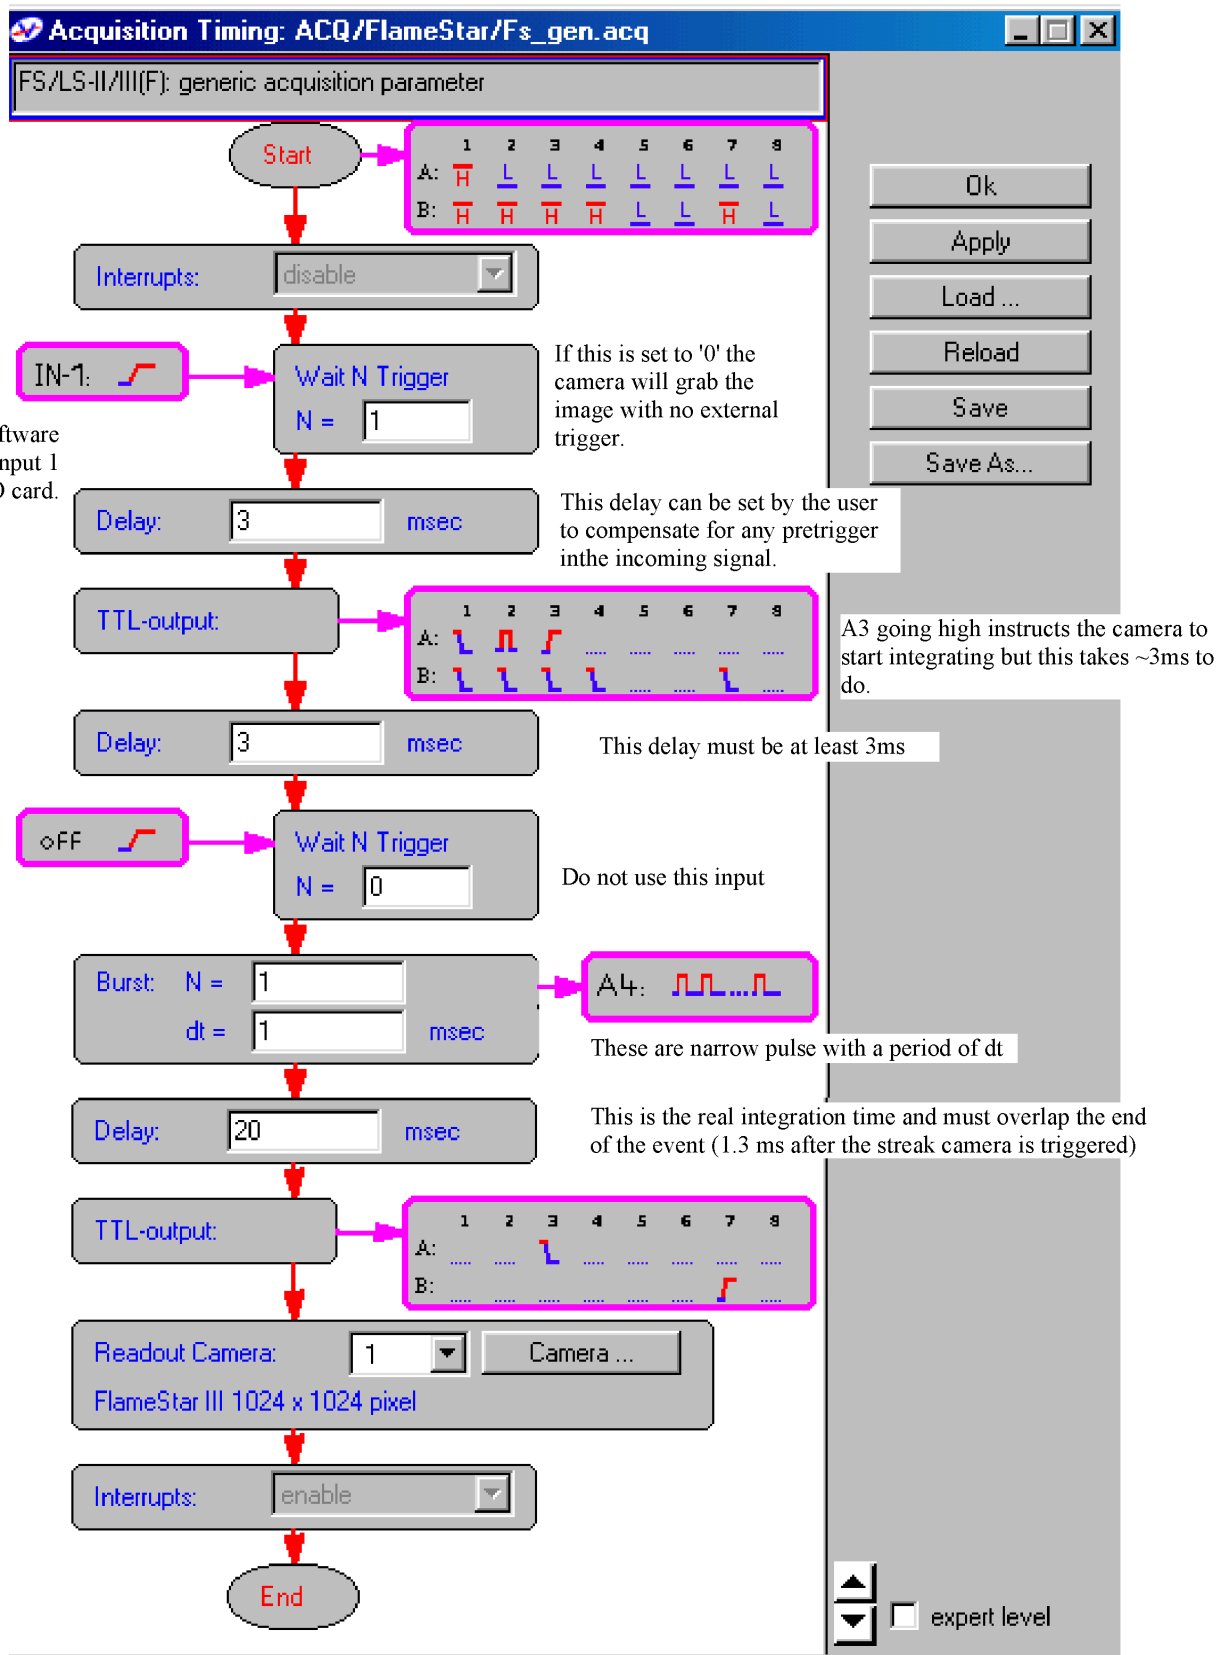 Acquisition Timing: ACQ/FlameStar/Fs_gen.acq
FS/LS-II/III(F): generic acquisition parameter
Start
1 2 3 4 5 6 7 8
A: H L L L L L L L
B: H H H H L L H L
Ok
Apply
Load ...
Reload
Save
Save As...
Interrupts: disable
IN-1:
Wait N Trigger
N = 1
If this is set to '0' the
camera will grab the
image with no external
trigger.
ftware
nput 1
card.
Delay: 3 msec
This delay can be set by the user
to compensate for any pretrigger
inthe incoming signal.
TTL-output:
1 2 3 4 5 6 7 8
A:
B:
A3 going high instructs the camera to
start integrating but this takes ~3ms to
do.
Delay: 3 msec
This delay must be at least 3ms
oFF
Wait N Trigger
N = 0
Do not use this input
Burst: N = 1
dt = 1 msec
A4:
These are narrow pulse with a period of dt
Delay: 20 msec
This is the real integration time and must overlap the end
of the event (1.3 ms after the streak camera is triggered)
TTL-output:
1 2 3 4 5 6 7 8
A:
B:
Readout Camera: 1 Camera ...
FlameStar III 1024 x 1024 pixel
Interrupts: enable
End
expert level